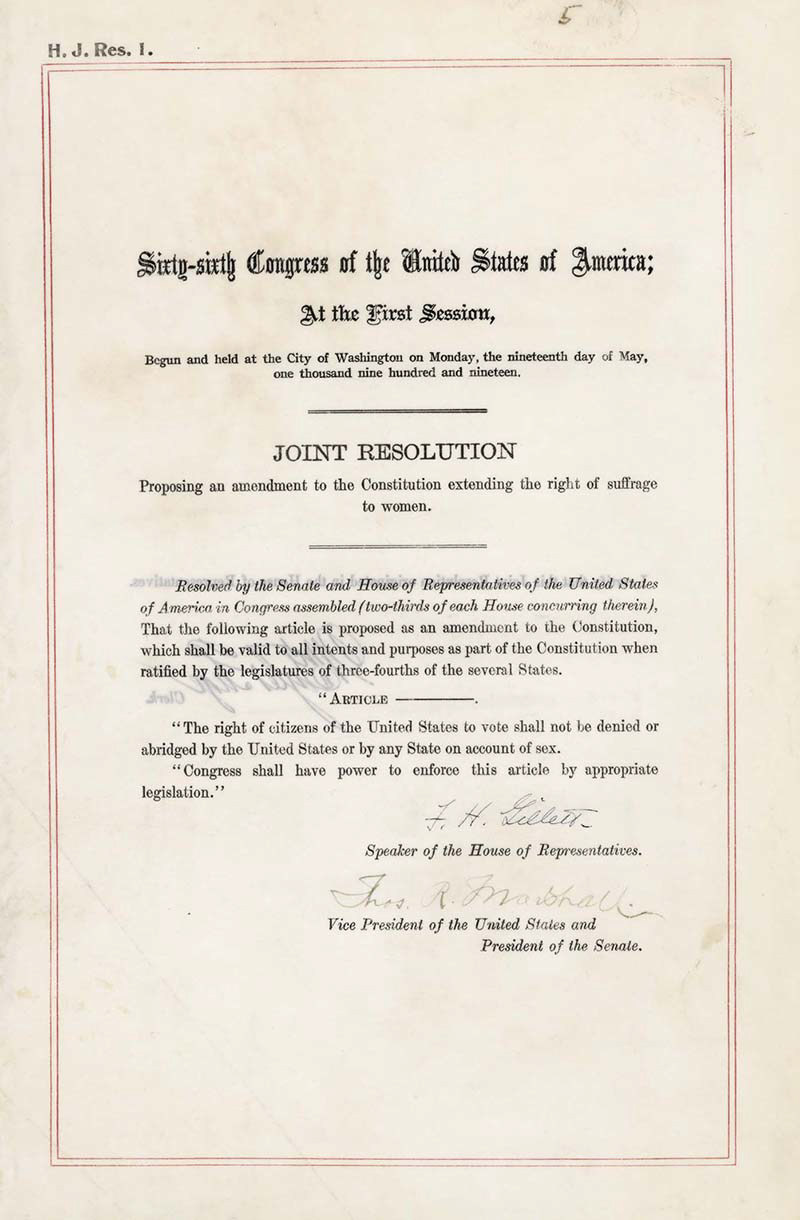 5
H. J. Res. 1.
Sixty-sixth Congress of the United States of America;
At the First Session,
Begun and held at the City of Washington on Monday, the nineteenth day of May,
one thousand nine hundred and nineteen.
JOINT RESOLUTION
Proposing an amendment to the Constitution extending the right of suffrage
to women.
Resolved by the Senate and House of Representatives of the United States
of America in Congress assembled (two-thirds of each House concurring therein),
That the following article is proposed as an amendment to the Constitution,
which shall be valid to all intents and purposes as part of the Constitution when
ratified by the legislatures of three-fourths of the several States.
“ARTICLE ————.
“The right of citizens of the United States to vote shall not be denied or
abridged by the United States or by any State on account of sex.
“Congress shall have power to enforce this article by appropriate
legislation.”
F. H. Gillett
Speaker of the House of Representatives.
Thos. R. Marshall.
Vice President of the United States and
President of the Senate.